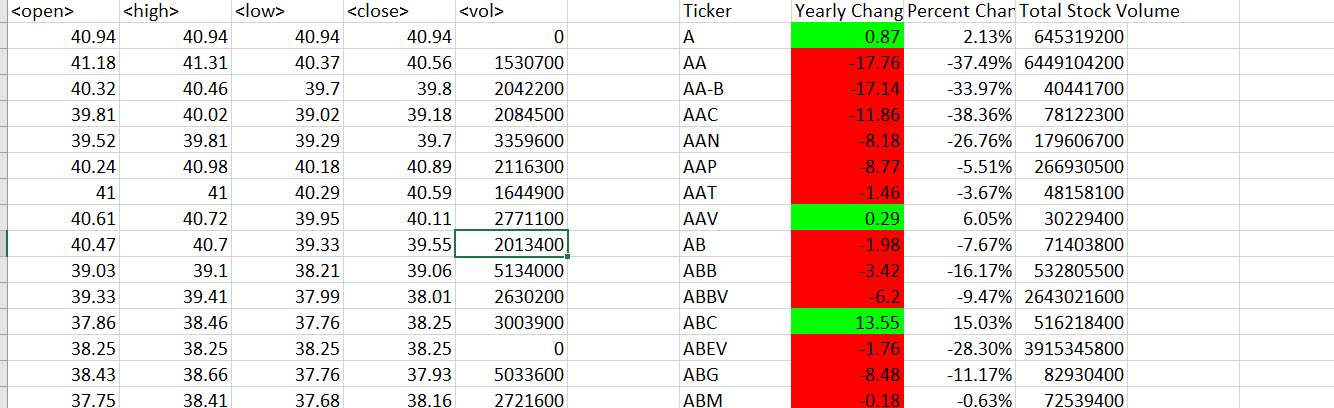 <open> <high> <low> <close> <vol> Ticker Yearly Chang Percent Chan Total Stock Volume
40.94 40.94 40.94 40.94 0 A 0.87 2.13% 645319200
41.18 41.31 40.37 40.56 1530700 AA -17.76 -37.49% 6449104200
40.32 40.46 39.7 39.8 2042200 AA-B -17.14 -33.97% 40441700
39.81 40.02 39.02 39.18 2084500 AAC -11.86 -38.36% 78122300
39.52 39.81 39.29 39.7 3359600 AAN -8.18 -26.76% 179606700
40.24 40.98 40.18 40.89 2116300 AAP -8.77 -5.51% 266930500
41 41 40.29 40.59 1644900 AAT -1.46 -3.67% 48158100
40.61 40.72 39.95 40.11 2771100 AAV 0.29 6.05% 30229400
40.47 40.7 39.33 39.55 2013400 AB -1.98 -7.67% 71403800
39.03 39.1 38.21 39.06 5134000 ABB -3.42 -16.17% 532805500
39.33 39.41 37.99 38.01 2630200 ABBV -6.2 -9.47% 2643021600
37.86 38.46 37.76 38.25 3003900 ABC 13.55 15.03% 516218400
38.25 38.25 38.25 38.25 0 ABEV -1.76 -28.30% 3915345800
38.43 38.66 37.76 37.93 5033600 ABG -8.48 -11.17% 82930400
37.75 38.41 37.68 38.16 2721600 ABM -0.18 -0.63% 72539400